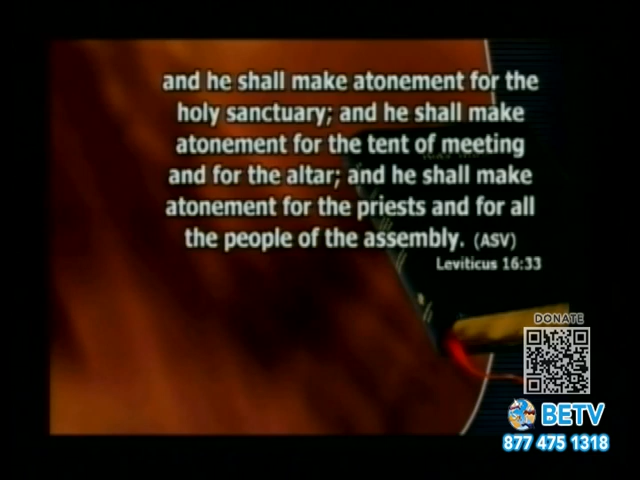 and he shall make atonement for the
holy sanctuary; and he shall make
atonement for the tent of meeting
and for the altar; and he shall make
atonement for the priests and for all
the people of the assembly. (ASV)
Leviticus 16:33
DONATE
BETV
877 475 1318